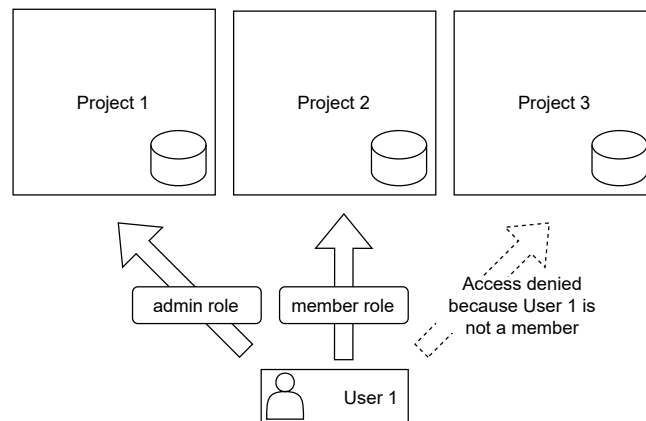 Project 1
Project 2
Project 3
admin role
member role
Access denied
because User 1 is
not a member
User 1